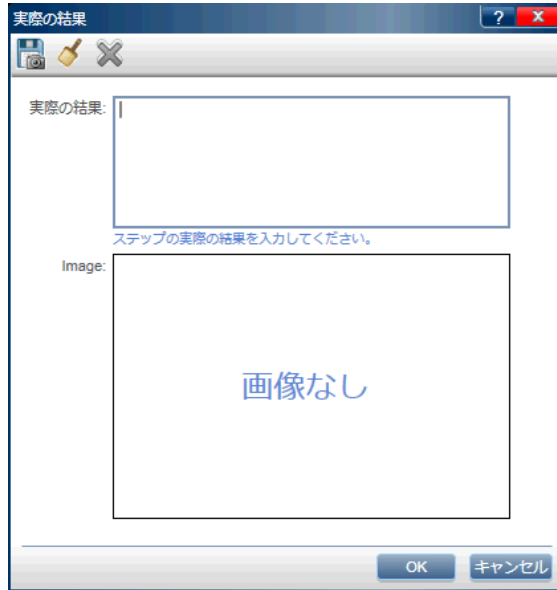 実際の結果
?
X
実際の結果:
ステップの実際の結果を入力してください。
Image:
画像なし
OK
キャンセル